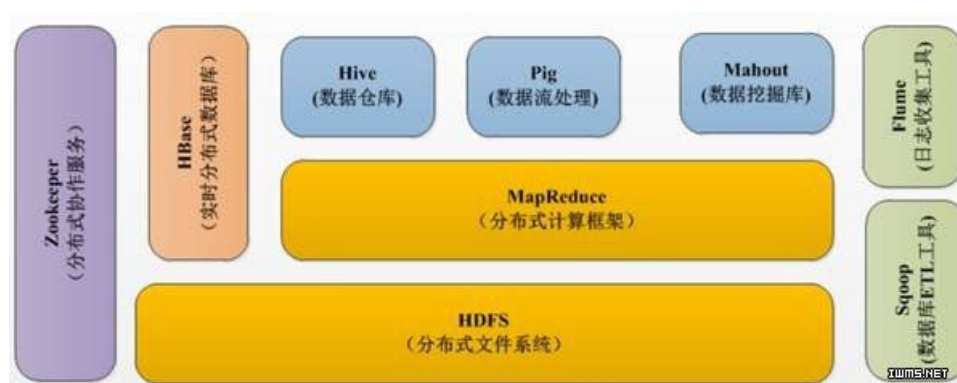 Zookeeper
(分布式协作服务)
HBase
(实时分布式数据库)
Hive
(数据仓库)
Pig
(数据流处理)
Mahout
(数据挖掘库)
Flume
(日志收集工具)
MapReduce
(分布式计算框架)
HDFS
(分布式文件系统)
Sqoop
(数据库ETL工具)
IWMS.NET